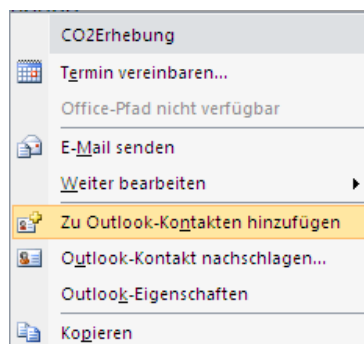 CO2Erhebung
Termin vereinbaren...
Office-Pfad nicht verfügbar
E-Mail senden
Weiter bearbeiten
Zu Outlook-Kontakten hinzufügen
Outlook-Kontakt nachschlagen...
Outlook-Eigenschaften
Kopieren